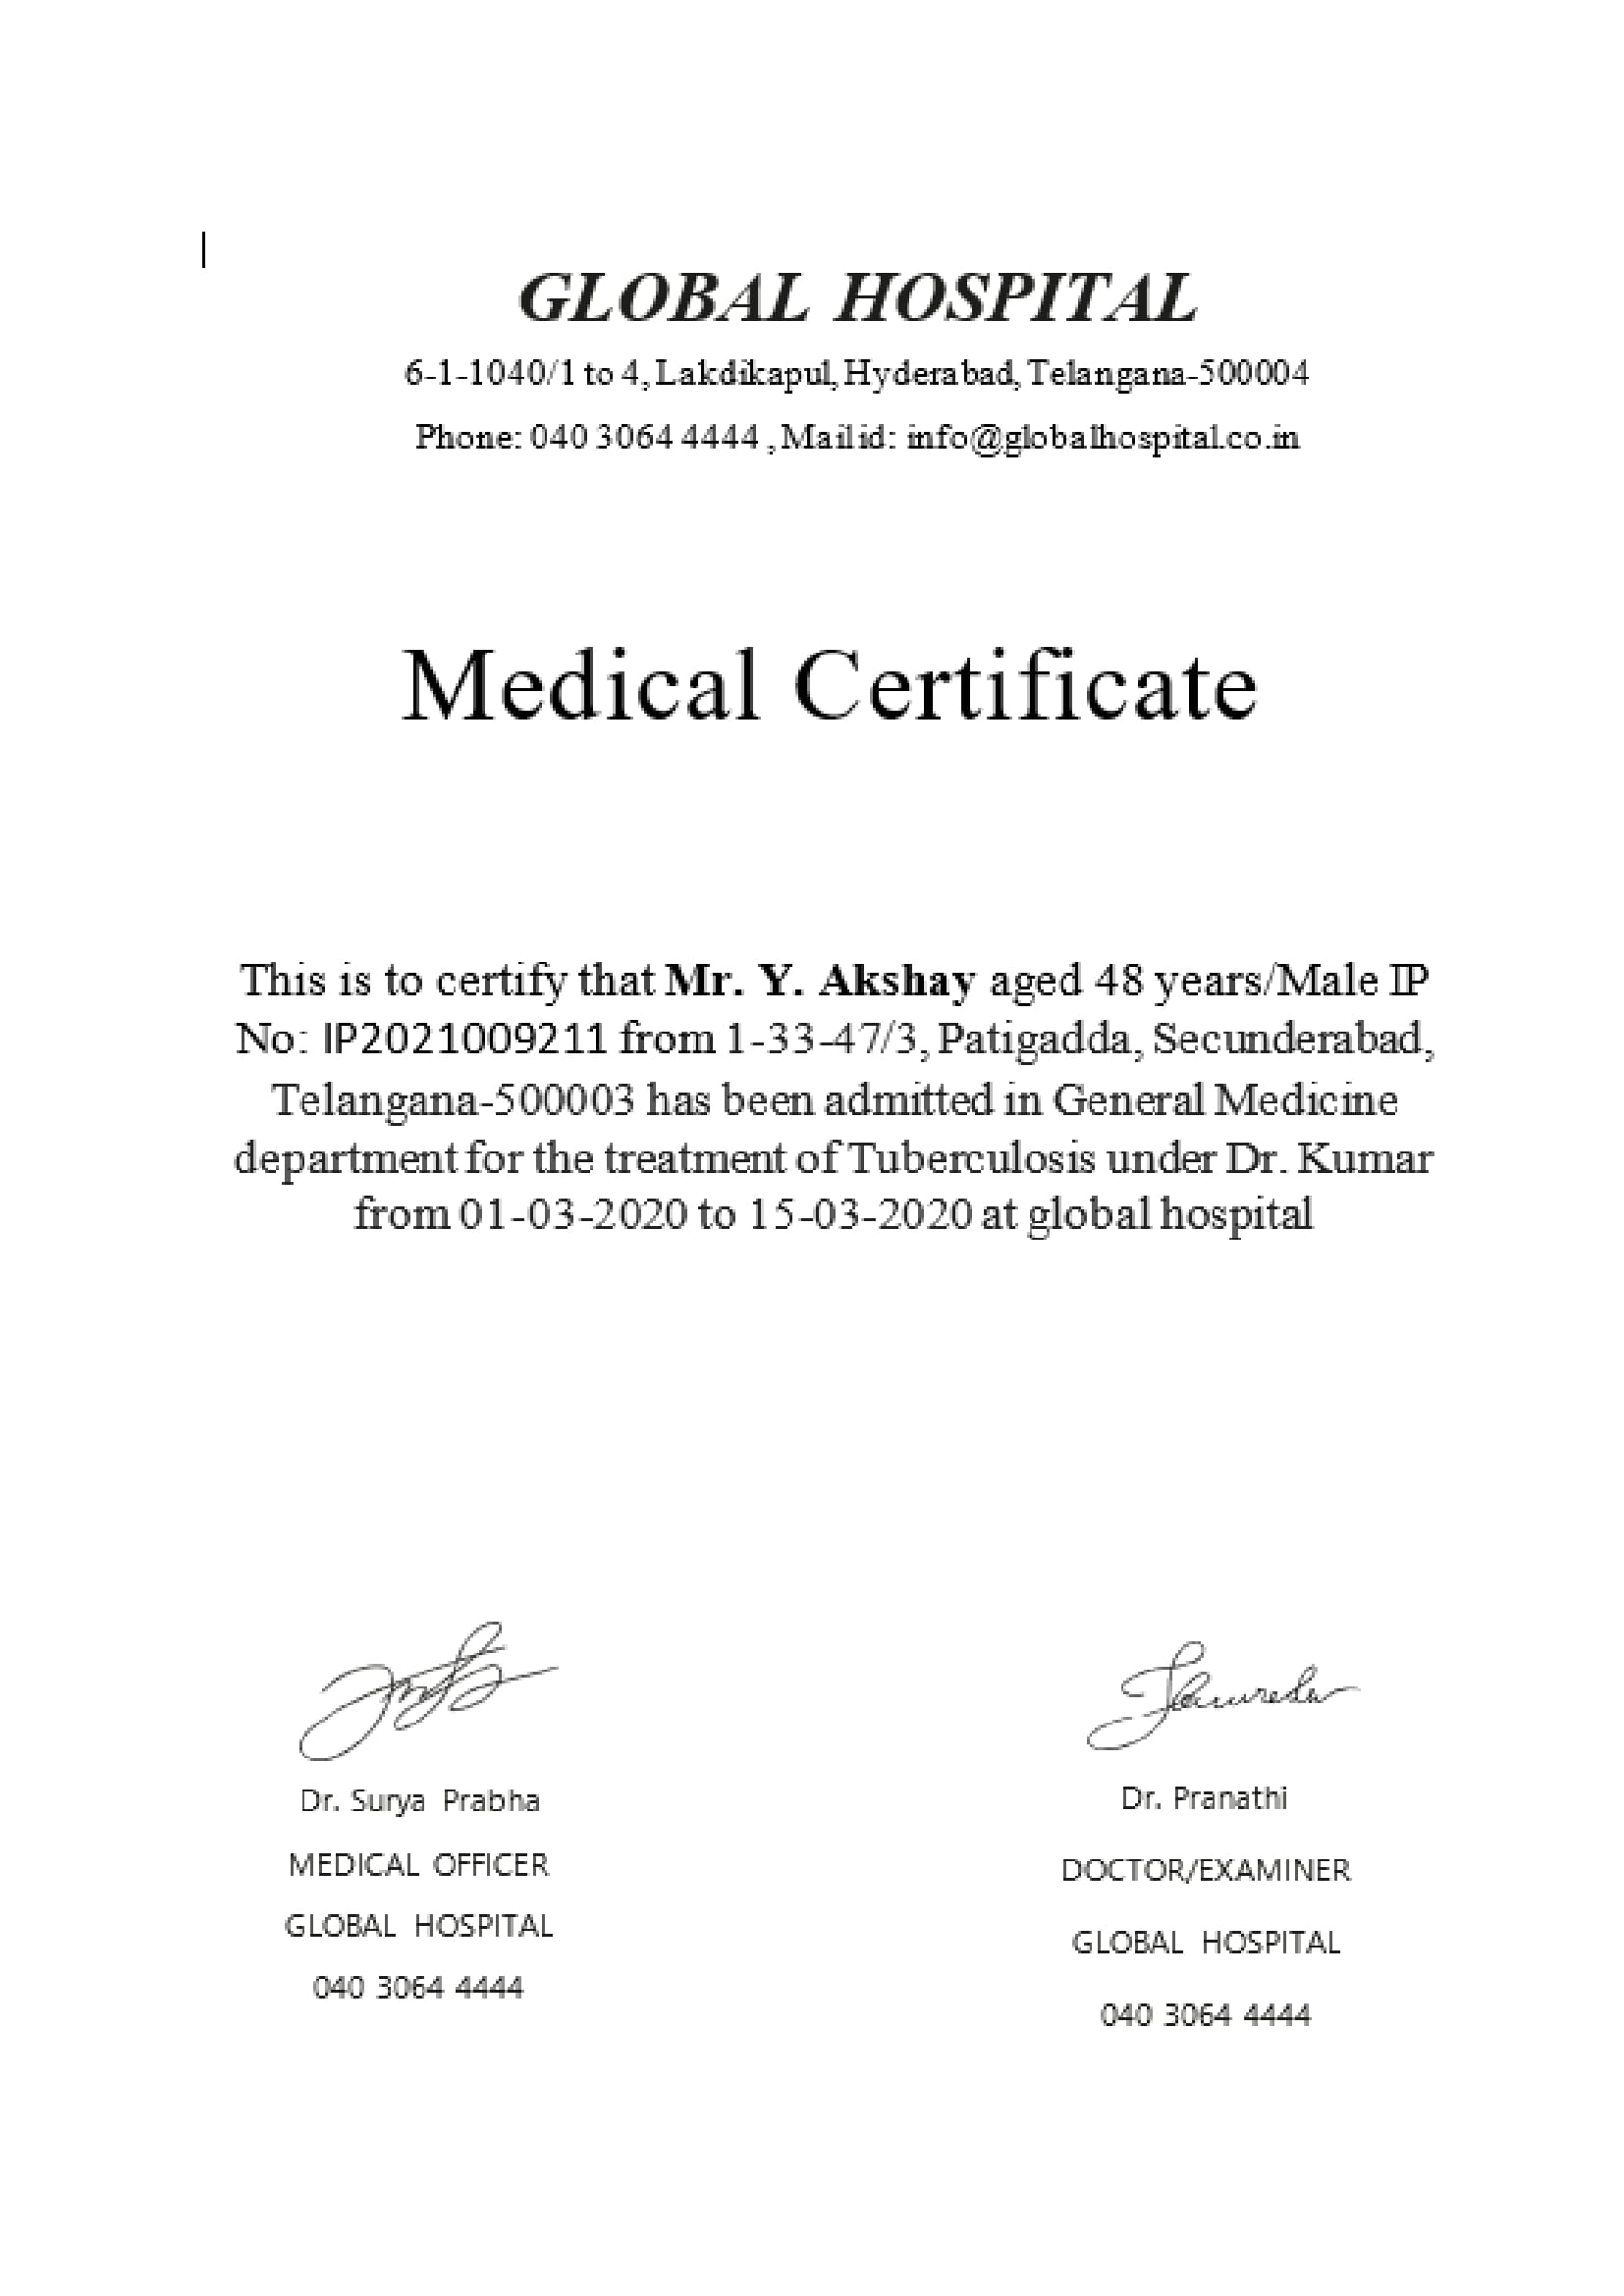 GLOBAL HOSPITAL
6-1-1040/1 to 4, Lakdikapul, Hyderabad, Telangana-500004
Phone: 040 3064 4444 , Mail id: info@globalhospital.co.in
Medical Certificate
This is to certify that Mr. Y. Akshay aged 48 years/Male IP
No: IP2021009211 from 1-33-47/3, Patigadda, Secunderabad,
Telangana-500003 has been admitted in General Medicine
department for the treatment of Tuberculosis under Dr. Kumar
from 01-03-2020 to 15-03-2020 at global hospital
Dr. Surya Prabha
MEDICAL OFFICER
GLOBAL HOSPITAL
040 3064 4444
Dr. Pranathi
DOCTOR/EXAMINER
GLOBAL HOSPITAL
040 3064 4444